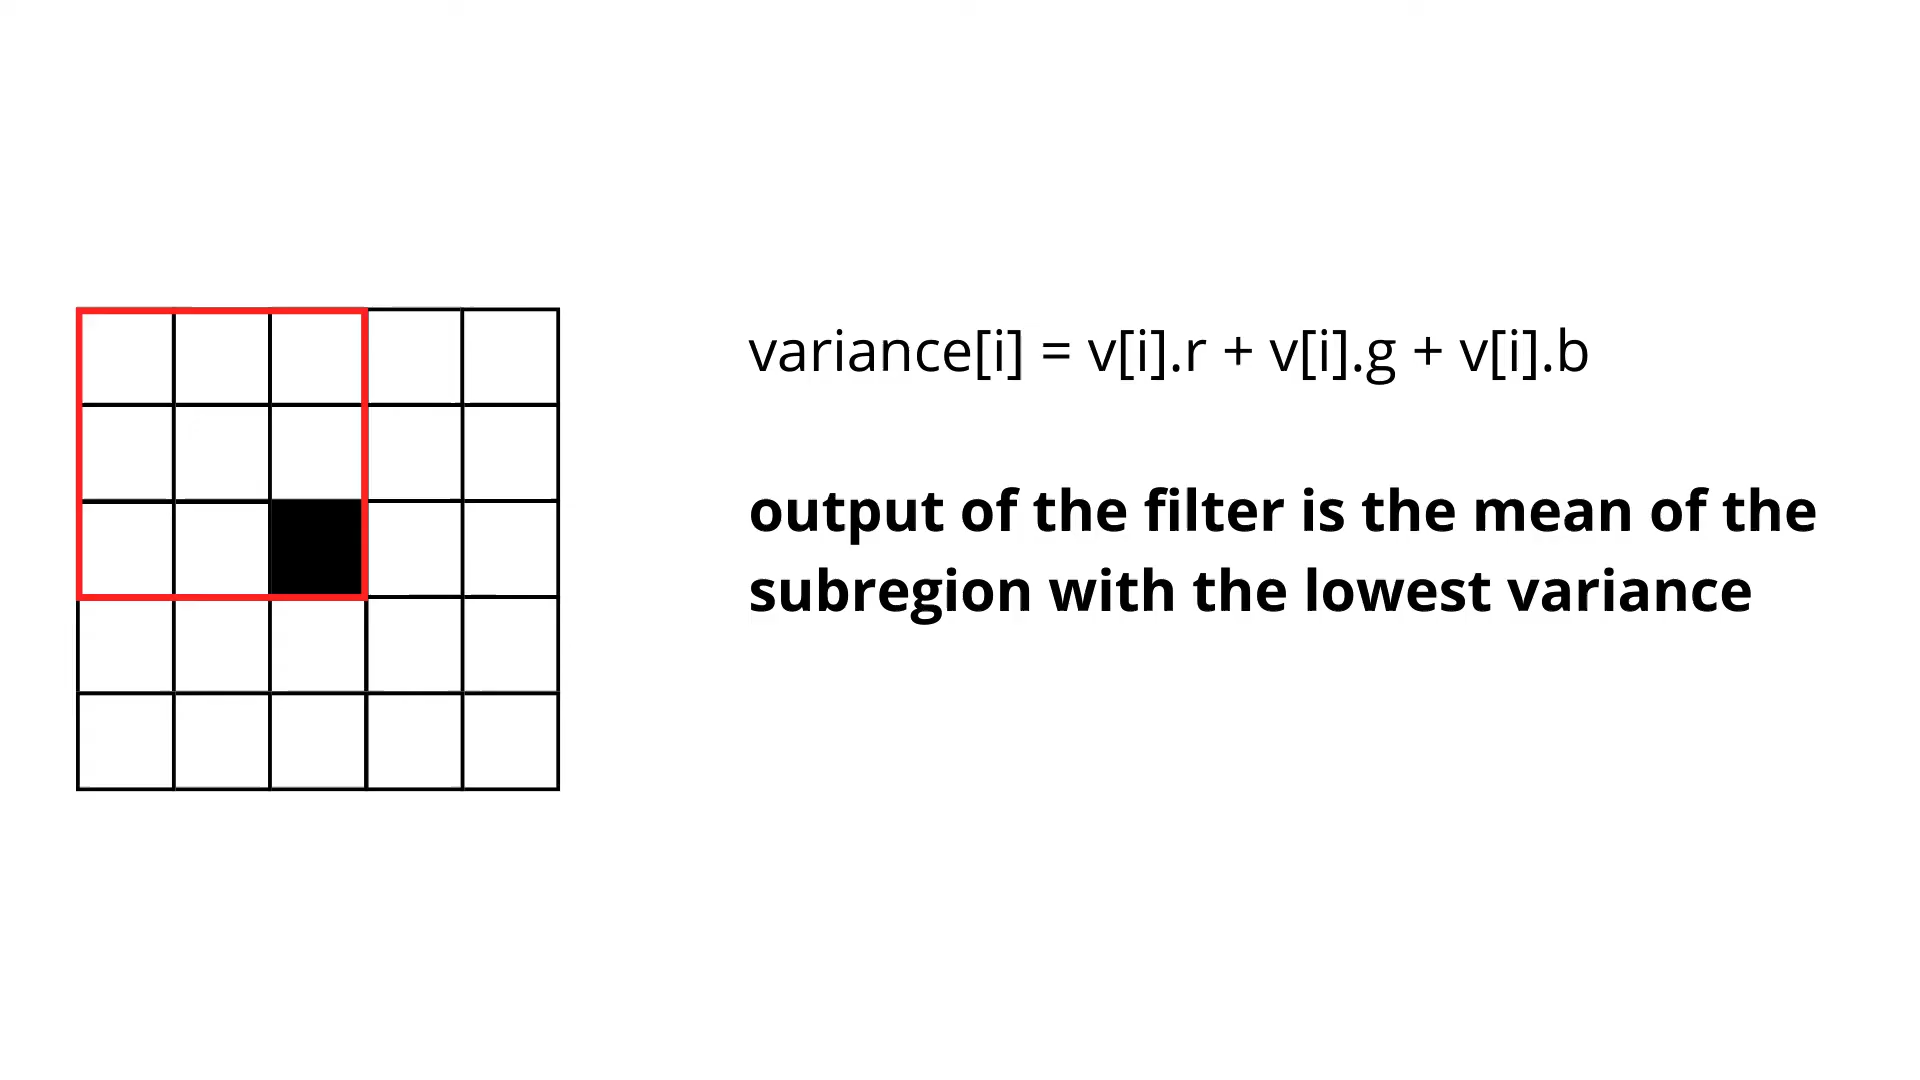 variance[i] = v[i].r + v[i].g + v[i].b
output of the filter is the mean of the
subregion with the lowest variance